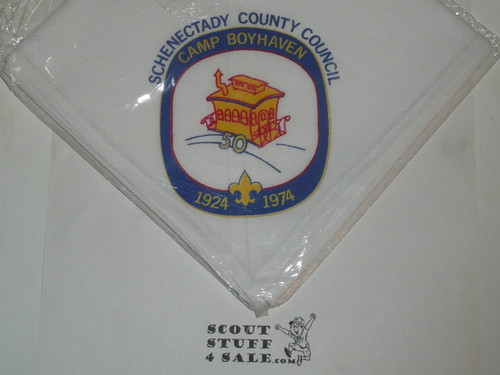 SCHENECTADY COUNTY COUNCIL
CAMP BOYHAVEN
50
1924 1974
SCOUT
STUFF
4 SALE.COM